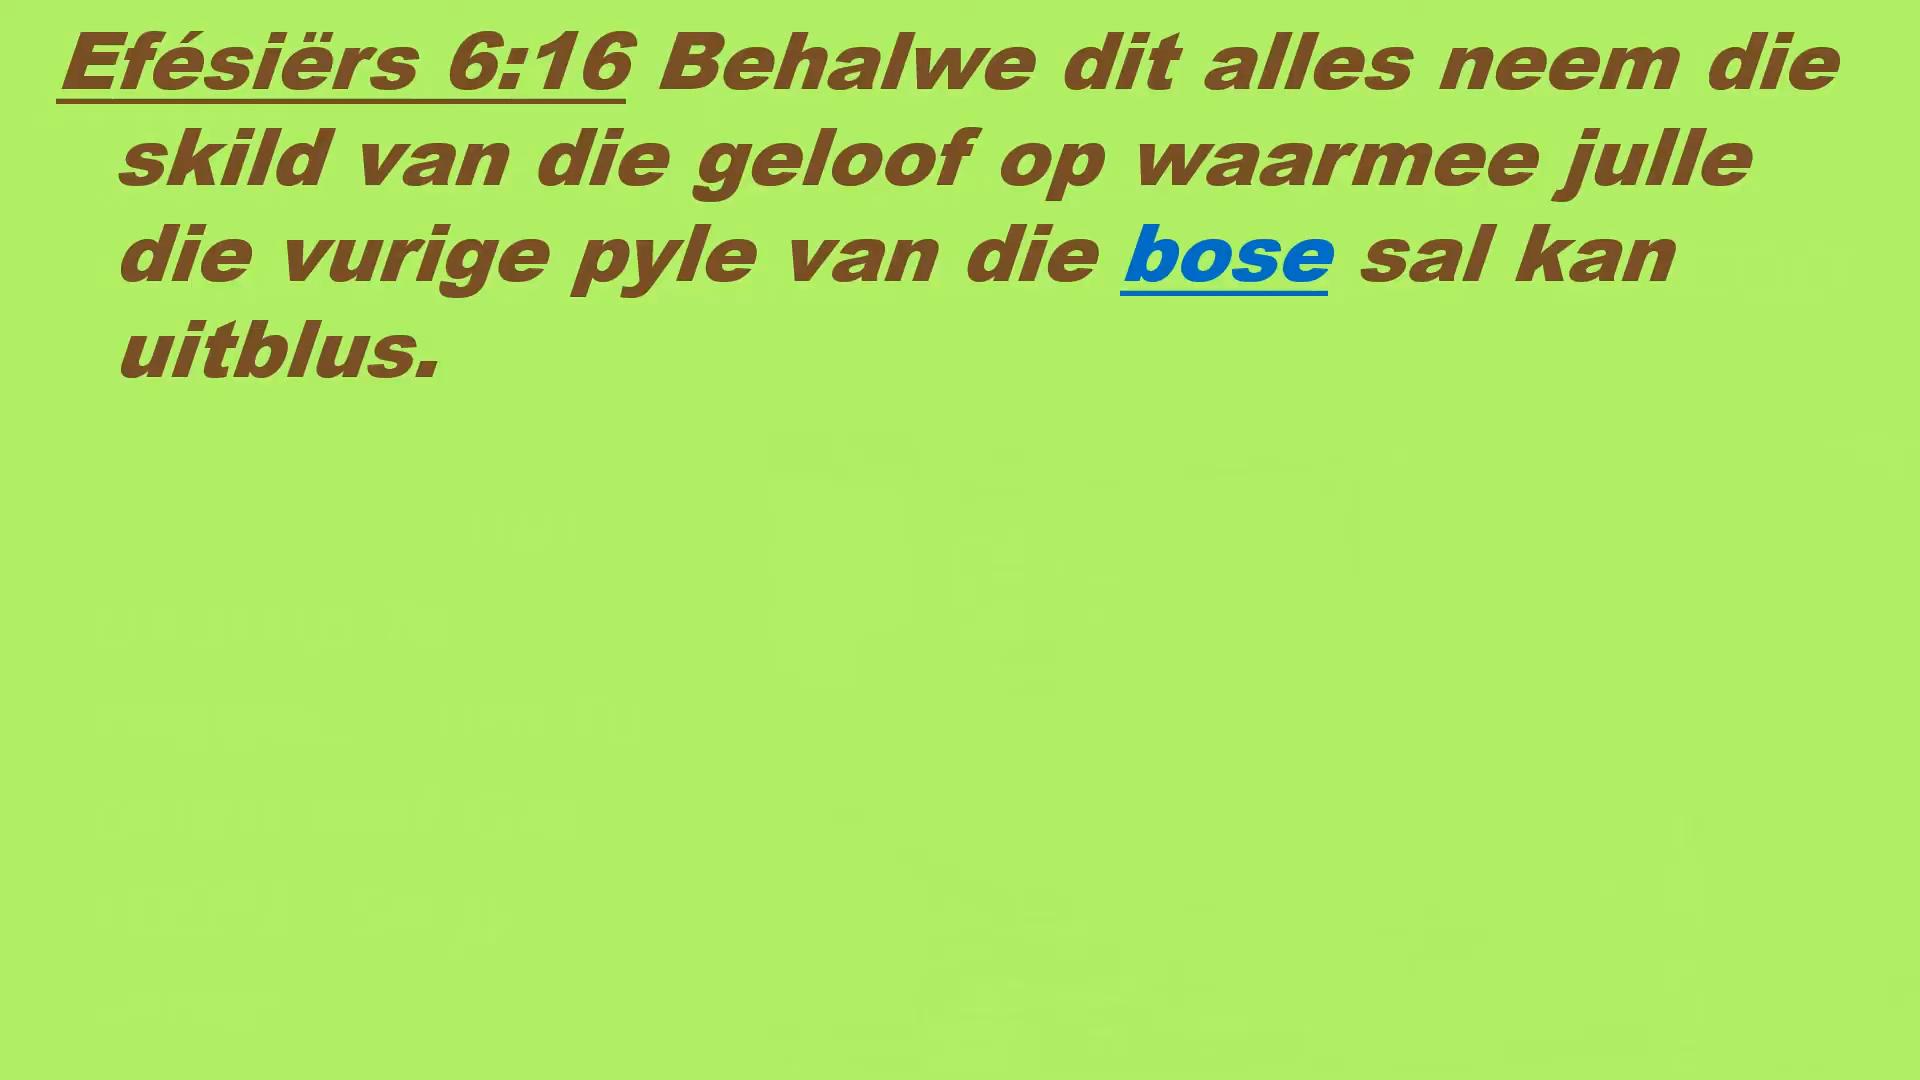 Efésiërs 6:16 Behalwe dit alles neem die
skild van die geloof op waarmee julle
die vurige pyle van die bose sal kan
uitblus.